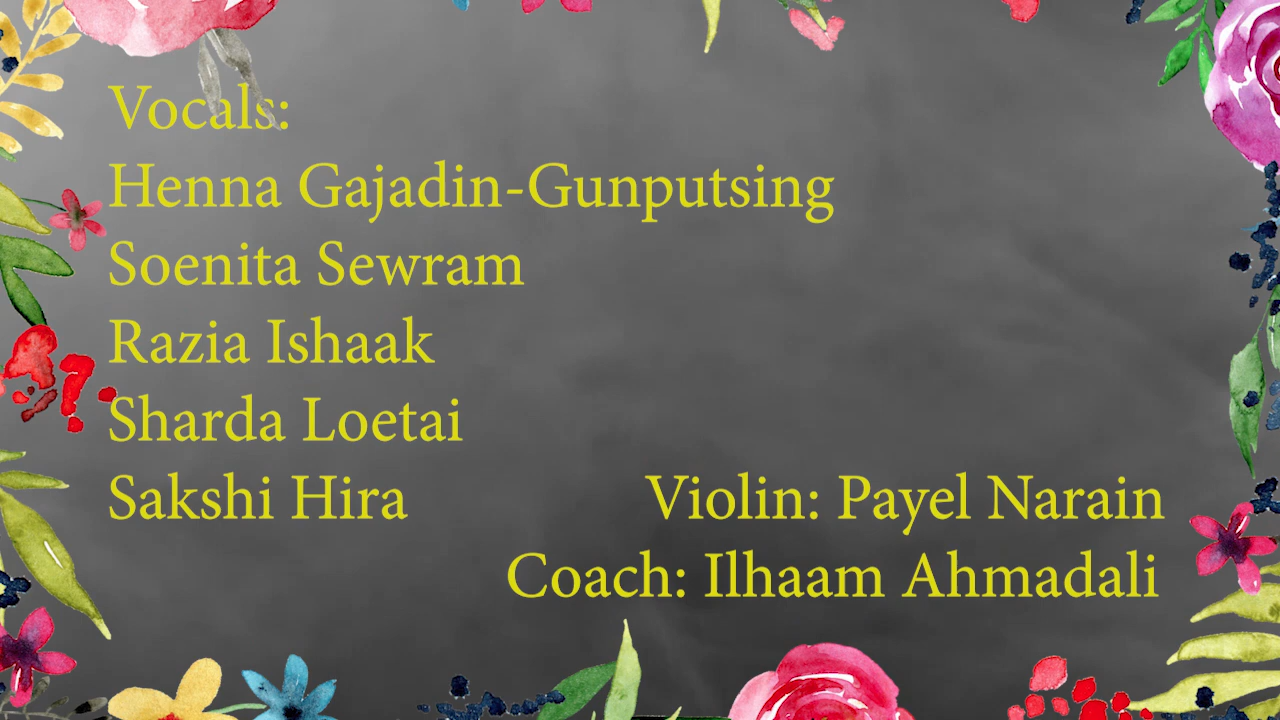 Vocals:
Henna Gajadin-Gunputsing
Soenita Sewram
Razia Ishaak
Sharda Loetai
Sakshi Hira
Violin: Payel Narain
Coach: Ilhaam Ahmadali